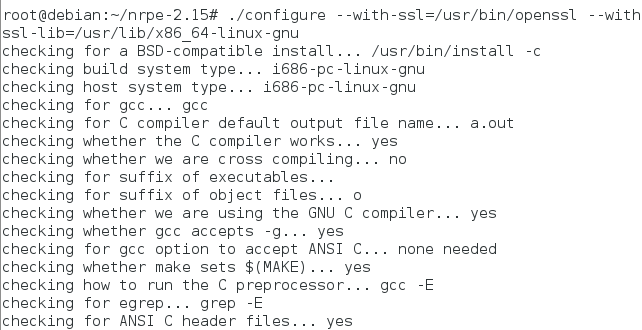 root@debian:~/nrpe-2.15# ./configure --with-ssl=/usr/bin/openssl --with
ssl-lib=/usr/lib/x86_64-linux-gnu
checking for a BSD-compatible install... /usr/bin/install -c
checking build system type... i686-pc-linux-gnu
checking host system type... i686-pc-linux-gnu
checking for gcc... gcc
checking for C compiler default output file name... a.out
checking whether the C compiler works... yes
checking whether we are cross compiling... no
checking for suffix of executables...
checking for suffix of object files... o
checking whether we are using the GNU C compiler... yes
checking whether gcc accepts -g... yes
checking for gcc option to accept ANSI C... none needed
checking whether make sets $(MAKE)... yes
checking how to run the C preprocessor... gcc -E
checking for egrep... grep -E
checking for ANSI C header files... yes